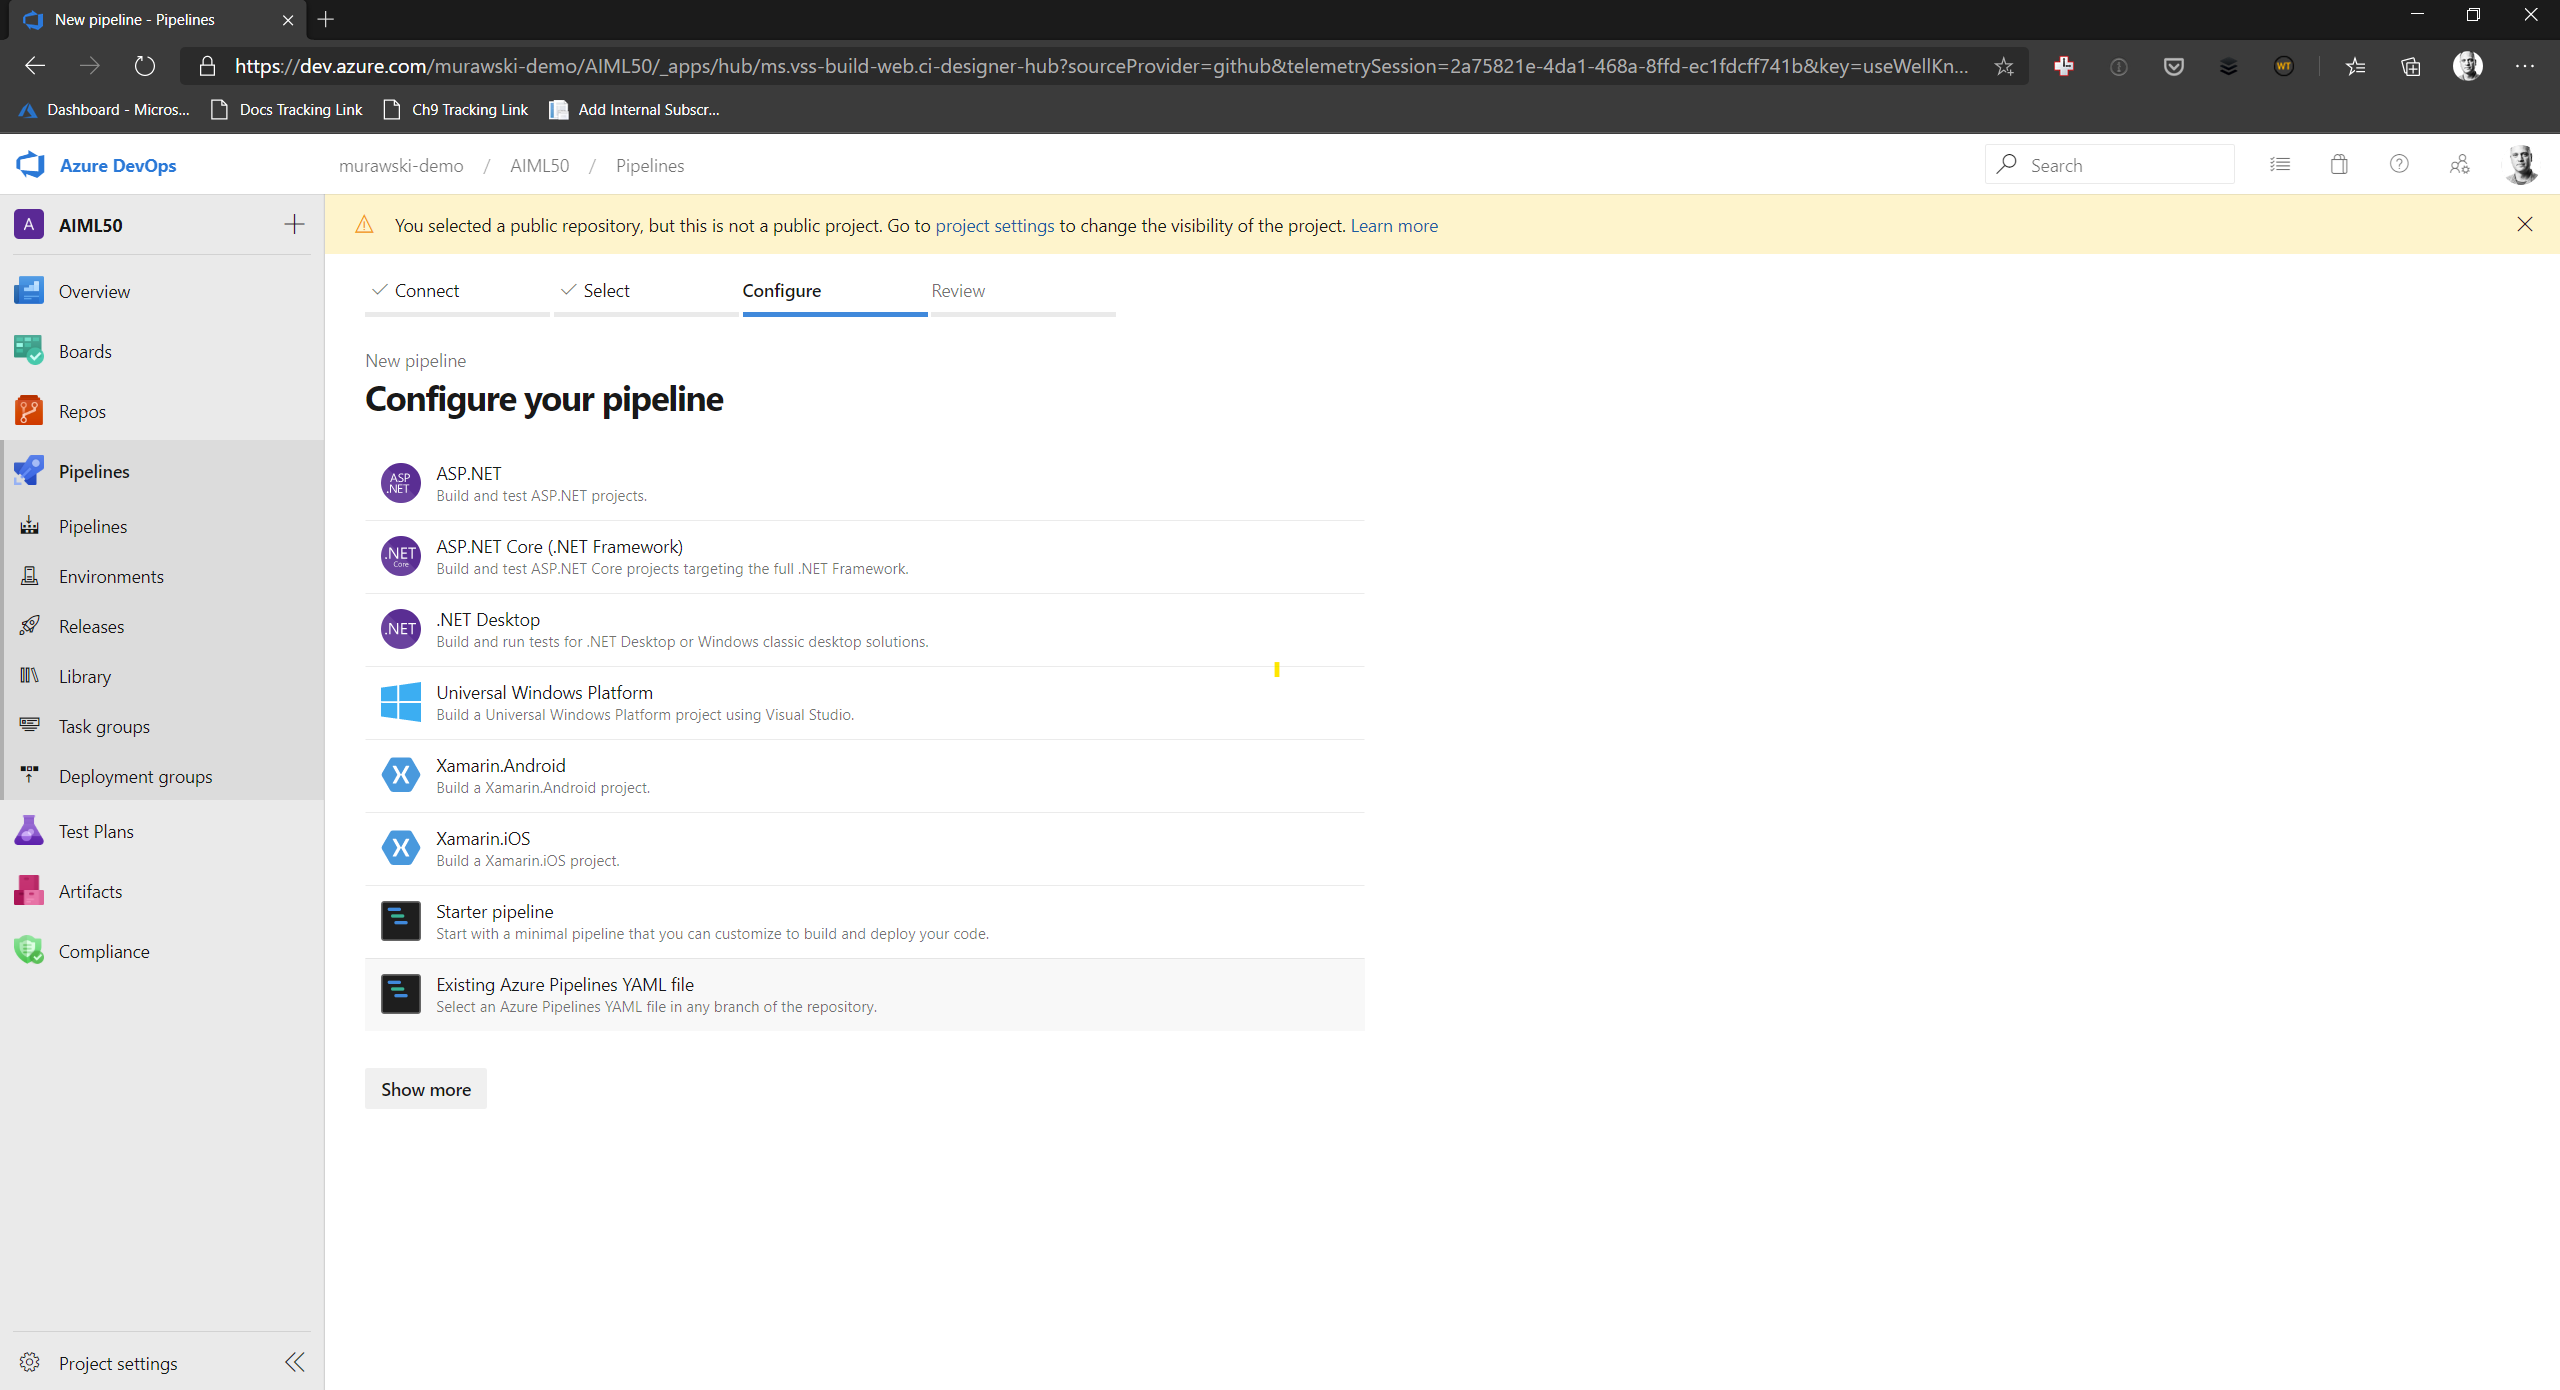 New pipeline - Pipelines
https://dev.azure.com/murawski-demo/AIML50/_apps/hub/ms.vss-build-web.ci-designer-hub?sourceProvider=github&telemetrySession=2a75821e-4da1-468a-8ffd-ec1fdcff741b&key=useWellKn...
WT
Dashboard - Micros...
Docs Tracking Link
Ch9 Tracking Link
Add Internal Subscr...
Azure DevOps
murawski-demo / AIML50 / Pipelines
Search
A AIML50
You selected a public repository, but this is not a public project. Go to project settings to change the visibility of the project. Learn more
Overview
Boards
Repos
Pipelines
Pipelines
Environments
Releases
Library
Task groups
Deployment groups
Test Plans
Artifacts
Compliance
Project settings
Connect
Select
Configure
Review
New pipeline
Configure your pipeline
ASP .NET
ASP.NET
Build and test ASP.NET projects.
.NET Core
ASP.NET Core (.NET Framework)
Build and test ASP.NET Core projects targeting the full .NET Framework.
.NET
.NET Desktop
Build and run tests for .NET Desktop or Windows classic desktop solutions.
Universal Windows Platform
Build a Universal Windows Platform project using Visual Studio.
Xamarin.Android
Build a Xamarin.Android project.
Xamarin.iOS
Build a Xamarin.iOS project.
Starter pipeline
Start with a minimal pipeline that you can customize to build and deploy your code.
Existing Azure Pipelines YAML file
Select an Azure Pipelines YAML file in any branch of the repository.
Show more